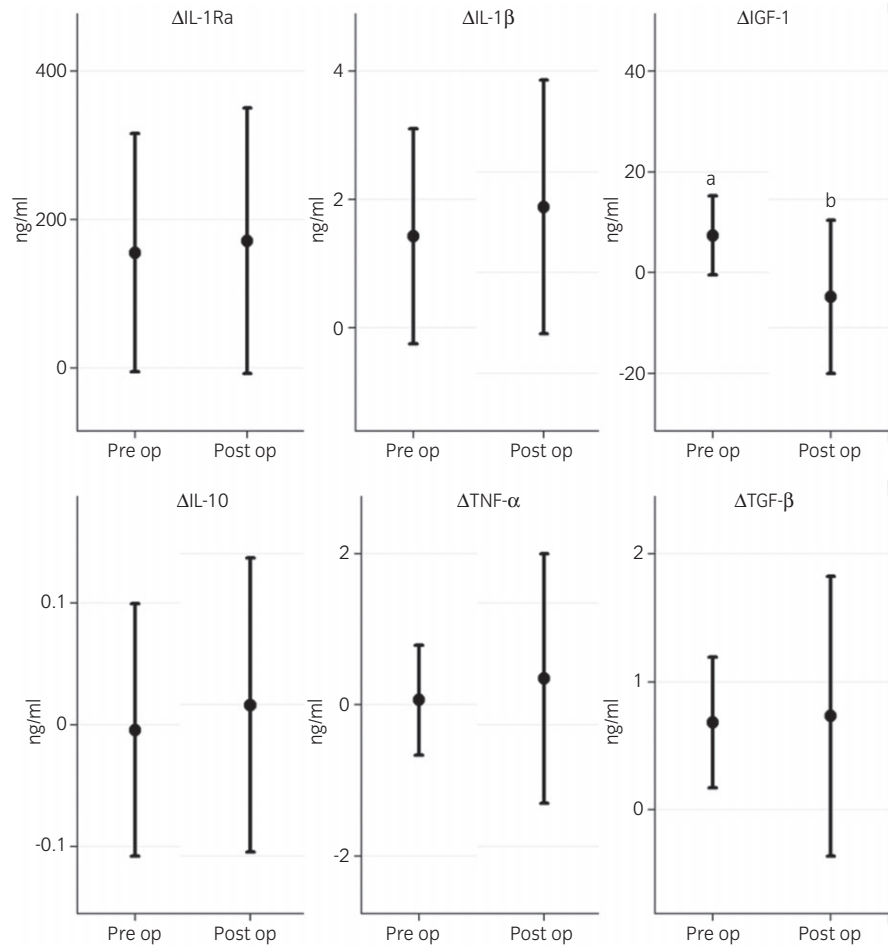 ΔIL-1Ra
400
200
0
ng/ml
Pre op
Post op
ΔIL-1β
4
2
0
ng/ml
Pre op
Post op
ΔIGF-1
40
20
0
-20
ng/ml
a
b
Pre op
Post op
ΔIL-10
0.1
0
-0.1
ng/ml
Pre op
Post op
ΔTNF-α
2
0
-2
ng/ml
Pre op
Post op
ΔTGF-β
2
1
0
ng/ml
Pre op
Post op